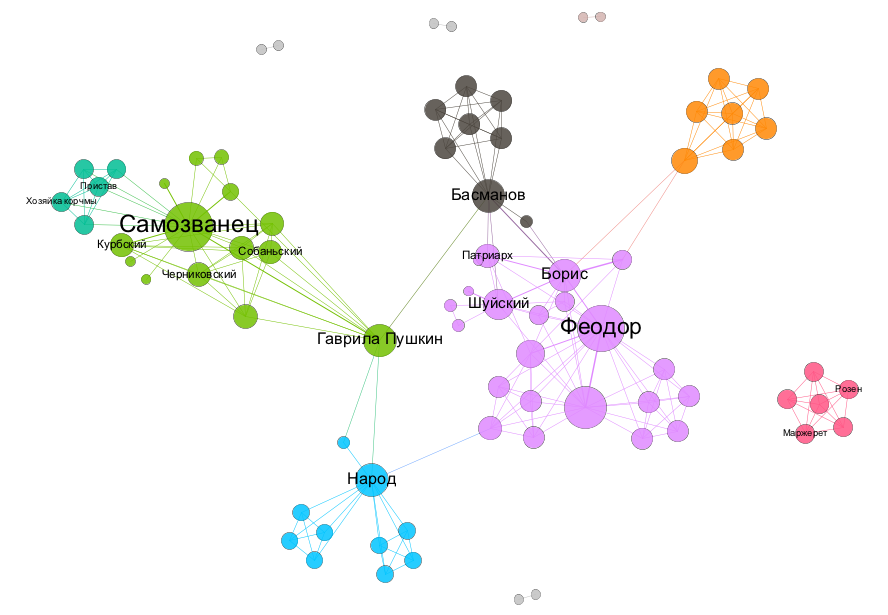 Басманов
Пристав
Хозяйка корчмы
Самозванец
Курбский
Собаньский
Патриарх
Черниковский
Борис
Шуйский
Феодор
Гаврила Пушкин
Розен
Маржерет
Народ